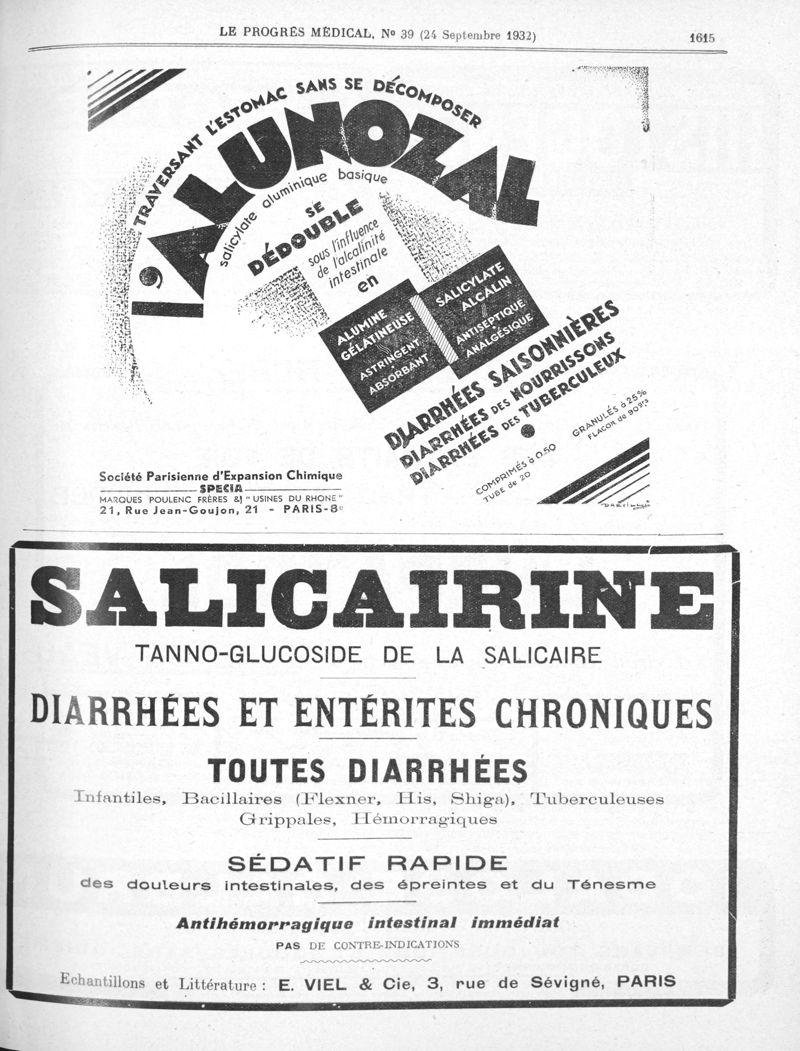 LE PROGRÈS MÉDICAL, No 39 (24 Septembre 1932)
1615
TRAVERSANT L'ESTOMAC SANS SE DÉCOMPOSER
l'ALUNOZAL
salicylate aluminique basique
SE
DÉDOUBLE
sous l'influence
de l'alcalinité
intestinale
en
ALUMINE
GÉLATINEUSE
ASTRINGENT
ABSORBANT
SALICYLATE
ALCALIN
ANTISEPTIQUE
ANALGÉSIQUE
DIARRHÉES SAISONNIÈRES
DIARRHÉES DES NOURRISSONS
DIARRHÉES DES TUBERCULEUX
COMPRIMÉS à 0.50
TUBE de 20
GRANULÉS à 25%
FLACON de 90grs
Société Parisienne d'Expansion Chimique
SPECIA
MARQUES POULENC FRÈRES & "USINES DU RHONE"
21, Rue Jean-Goujon, 21 - PARIS-8e
SALICAIRINE
TANNO-GLUCOSIDE DE LA SALICAIRE
DIARRHÉES ET ENTÉRITES CHRONIQUES
TOUTES DIARRHÉES
Infantiles, Bacillaires (Flexner, His, Shiga), Tuberculeuses
Grippales, Hémorragiques
SÉDATIF RAPIDE
des douleurs intestinales, des épreintes et du Ténesme
Antihémorragique intestinal immédiat
PAS DE CONTRE-INDICATIONS
Echantillons et Littérature : E. VIEL & Cie, 3, rue de Sévigné, PARIS